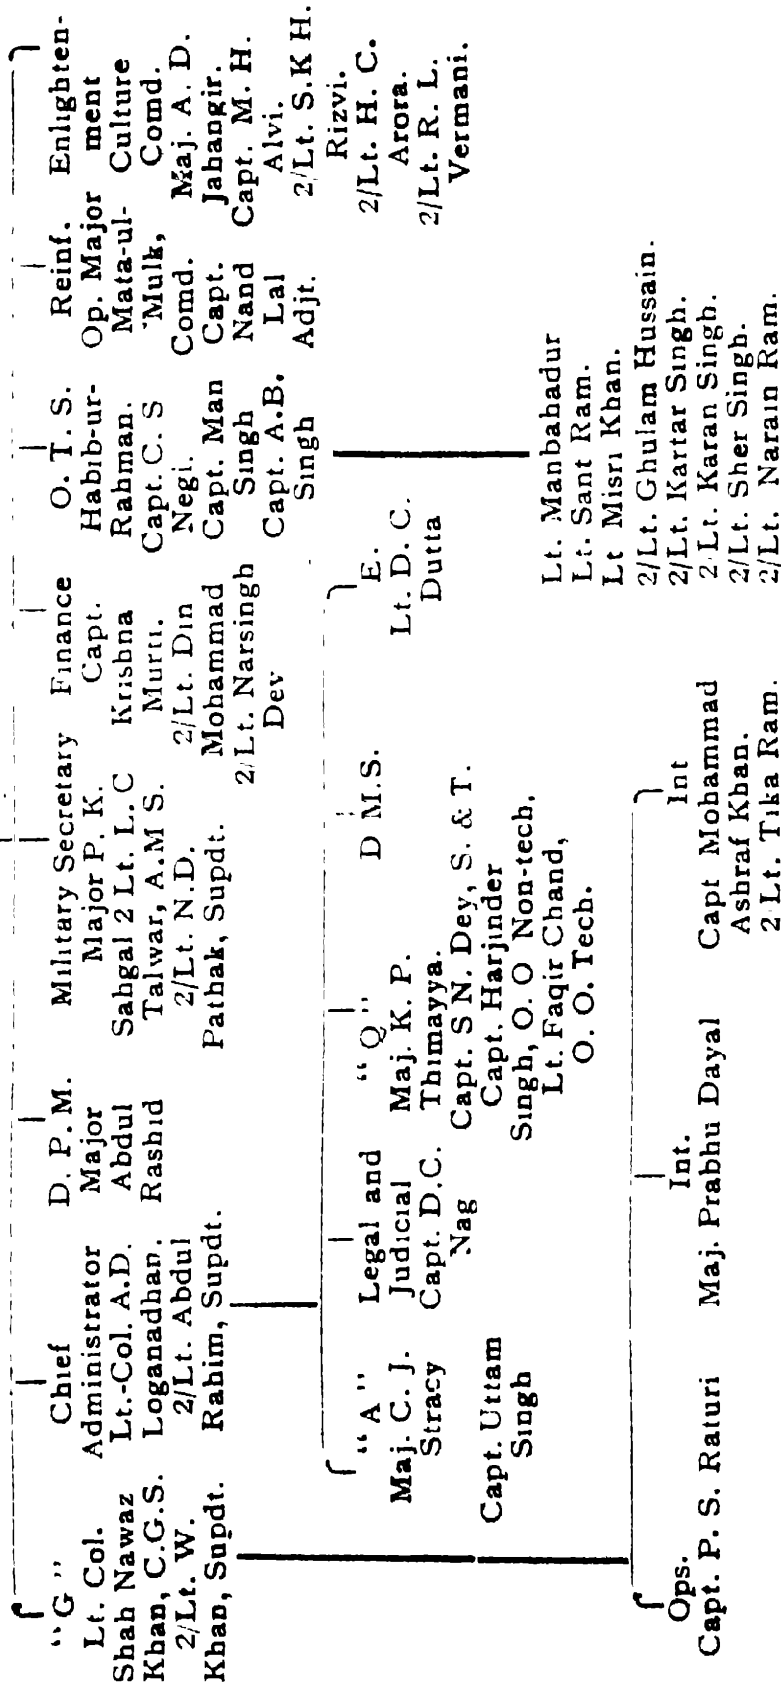 "G"
Lt. Col.
Shah Nawaz
Khan, C.G.S.
2/Lt. W.
Khan, Supdt.
Chief
Administrator
Lt.-Col. A.D.
Loganadhan.
2/Lt. Abdul
Rahim, Supdt.
D. P. M.
Major
Abdul
Rashid
Military Secretary
Major P. K.
Sahgal 2 Lt. L. C
Talwar, A.M S.
2/Lt. N.D.
Pathak, Supdt.
Finance
Capt.
Krishna
Murti.
2/Lt. Din
Mohammad
2/Lt. Narsingh
Dev
O. T. S.
Habib-ur-
Rahman.
Capt. C. S
Negi.
Capt. Man
Singh
Capt. A.B.
Singh
Reinf.
Op. Major
Mata-ul-
Mulk,
Comd.
Capt.
Nand
Lal
Adjt.
Enlighten-
ment
Culture
Comd.
Maj. A. D.
Jahangir.
Capt. M. H.
Alvi.
2/Lt. S.K H.
Rizvi.
2/Lt. H. C.
Arora.
2/Lt. R. L.
Vermani.
"A"
Maj. C. J.
Stracy
Capt. Uttam
Singh
Legal and
Judicial
Capt. D.C.
Nag
"Q"
Maj. K. P.
Thimayya.
Capt. S N. Dey, S. & T.
Capt. Harjinder
Singh, O. O Non-tech.
Lt. Faqir Chand,
O. O. Tech.
D M.S.
E.
Lt. D. C.
Dutta
Lt. Manbahadur
Lt. Sant Ram.
Lt Misri Khan.
2/Lt. Ghulam Hussain.
2/Lt. Kartar Singh.
2/Lt. Karan Singh.
2/Lt. Sher Singh.
2/Lt. Narain Ram.
Ops.
Capt. P. S. Raturi
Int.
Maj. Prabhu Dayal
Int
Capt Mohammad
Ashraf Khan.
2 Lt. Tika Ram.